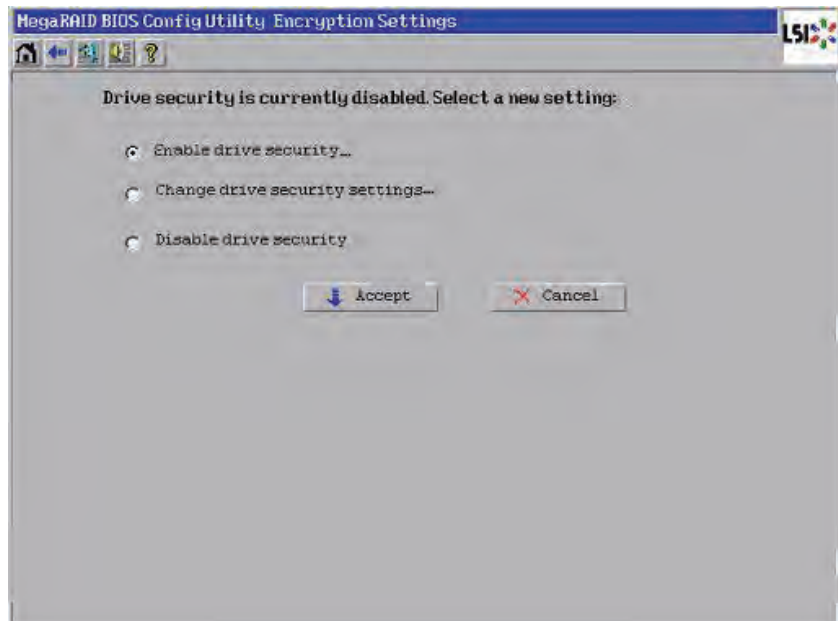 MegaRAID BIOS Config Utility Encryption Settings
LSI
Drive security is currently disabled. Select a new setting:
Enable drive security...
Change drive security settings...
Disable drive security
Accept
Cancel